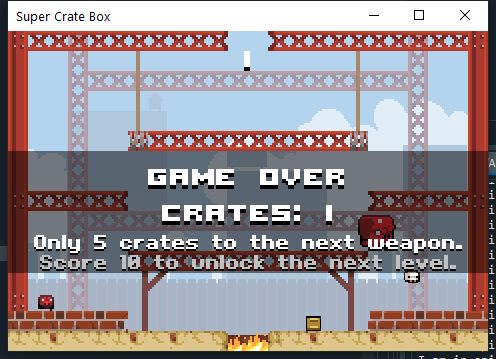 Super Crate Box
GAME OVER
CRATES: 1
Only 5 crates to the next weapon.
Score 10 to unlock the next level.